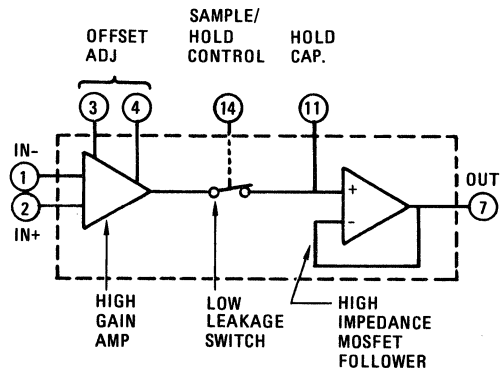 OFFSET
ADJ
SAMPLE/
HOLD
CONTROL
HOLD
CAP.
3
4
14
11
IN-
1
2
IN+
+
-
OUT
7
HIGH
GAIN
AMP
LOW
LEAKAGE
SWITCH
HIGH
IMPEDANCE
MOSFET
FOLLOWER